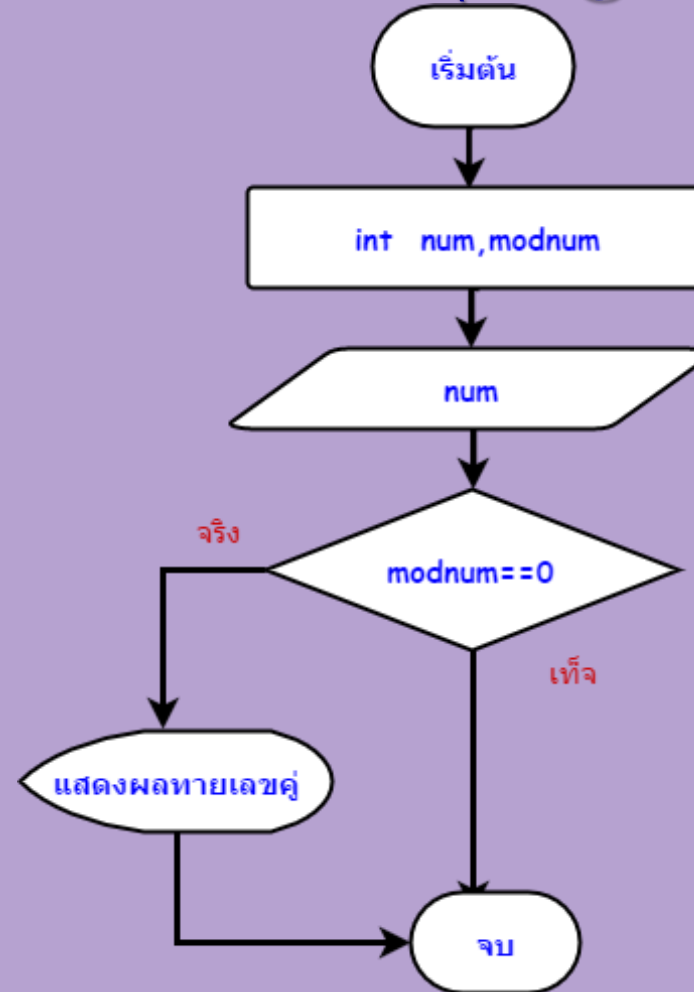 เริ่มต้น
int num,modnum
num
จริง
modnum==0
เท็จ
แสดงผลทายเลขคู่
จบ